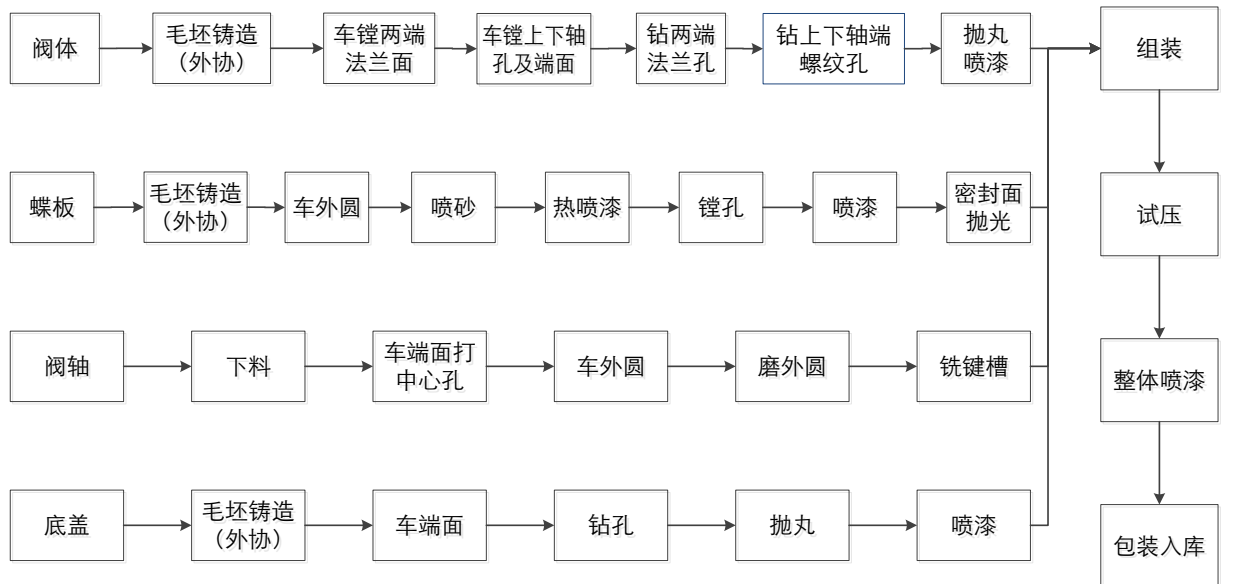 阀体
毛坯铸造
（外协）
车镗两端
法兰面
车镗上下轴
孔及端面
钻两端
法兰孔
钻上下轴端
螺纹孔
抛丸
喷漆
组装
蝶板
毛坯铸造
（外协）
车外圆
喷砂
热喷漆
镗孔
喷漆
密封面
抛光
试压
阀轴
下料
车端面打
中心孔
车外圆
磨外圆
铣键槽
整体喷漆
底盖
毛坯铸造
（外协）
车端面
钻孔
抛丸
喷漆
包装入库